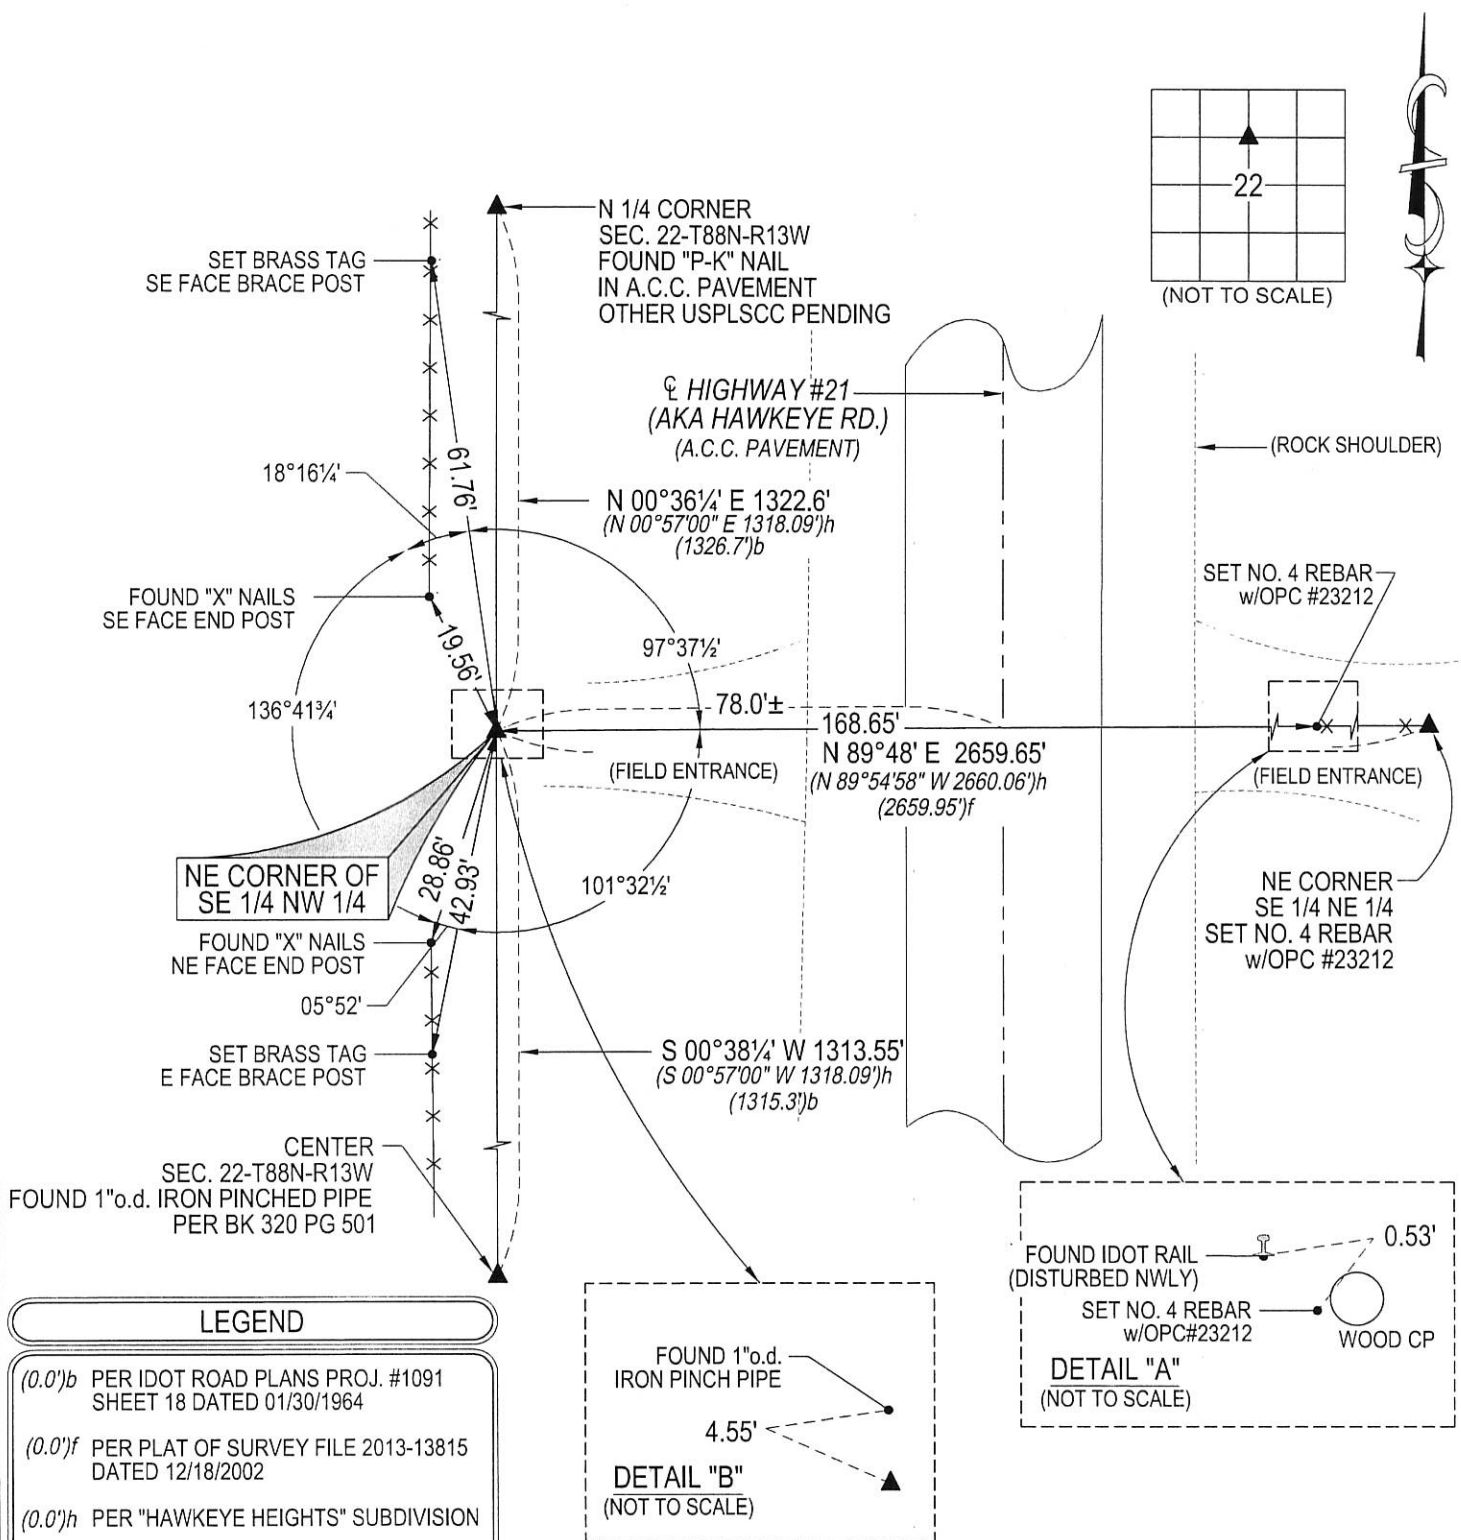 22
(NOT TO SCALE)
N 1/4 CORNER
SEC. 22-T88N-R13W
FOUND "P-K" NAIL
IN A.C.C. PAVEMENT
OTHER USPLSCC PENDING
SET BRASS TAG
SE FACE BRACE POST
℄ HIGHWAY #21
(AKA HAWKEYE RD.)
(A.C.C. PAVEMENT)
(ROCK SHOULDER)
61.76'
18°16¼'
N 00°36¼' E 1322.6'
(N 00°57'00" E 1318.09')h
(1326.7')b
SET NO. 4 REBAR
w/OPC #23212
FOUND "X" NAILS
SE FACE END POST
19.56'
97°37½'
136°41¾'
78.0'±
168.65'
N 89°48' E 2659.65'
(N 89°54'58" W 2660.06')h
(2659.95')f
(FIELD ENTRANCE)
(FIELD ENTRANCE)
NE CORNER OF
SE 1/4 NW 1/4
28.86'
42.93'
101°32½'
NE CORNER
SE 1/4 NE 1/4
SET NO. 4 REBAR
w/OPC #23212
FOUND "X" NAILS
NE FACE END POST
05°52'
SET BRASS TAG
E FACE BRACE POST
S 00°38¼' W 1313.55'
(S 00°57'00" W 1318.09')h
(1315.3')b
CENTER
SEC. 22-T88N-R13W
FOUND 1"o.d. IRON PINCHED PIPE
PER BK 320 PG 501
FOUND IDOT RAIL
(DISTURBED NWLY)
0.53'
SET NO. 4 REBAR
w/OPC#23212
WOOD CP
DETAIL "A"
(NOT TO SCALE)
FOUND 1"o.d.
IRON PINCH PIPE
4.55'
DETAIL "B"
(NOT TO SCALE)
LEGEND
(0.0')b PER IDOT ROAD PLANS PROJ. #1091
SHEET 18 DATED 01/30/1964
(0.0')f PER PLAT OF SURVEY FILE 2013-13815
DATED 12/18/2002
(0.0')h PER "HAWKEYE HEIGHTS" SUBDIVISION